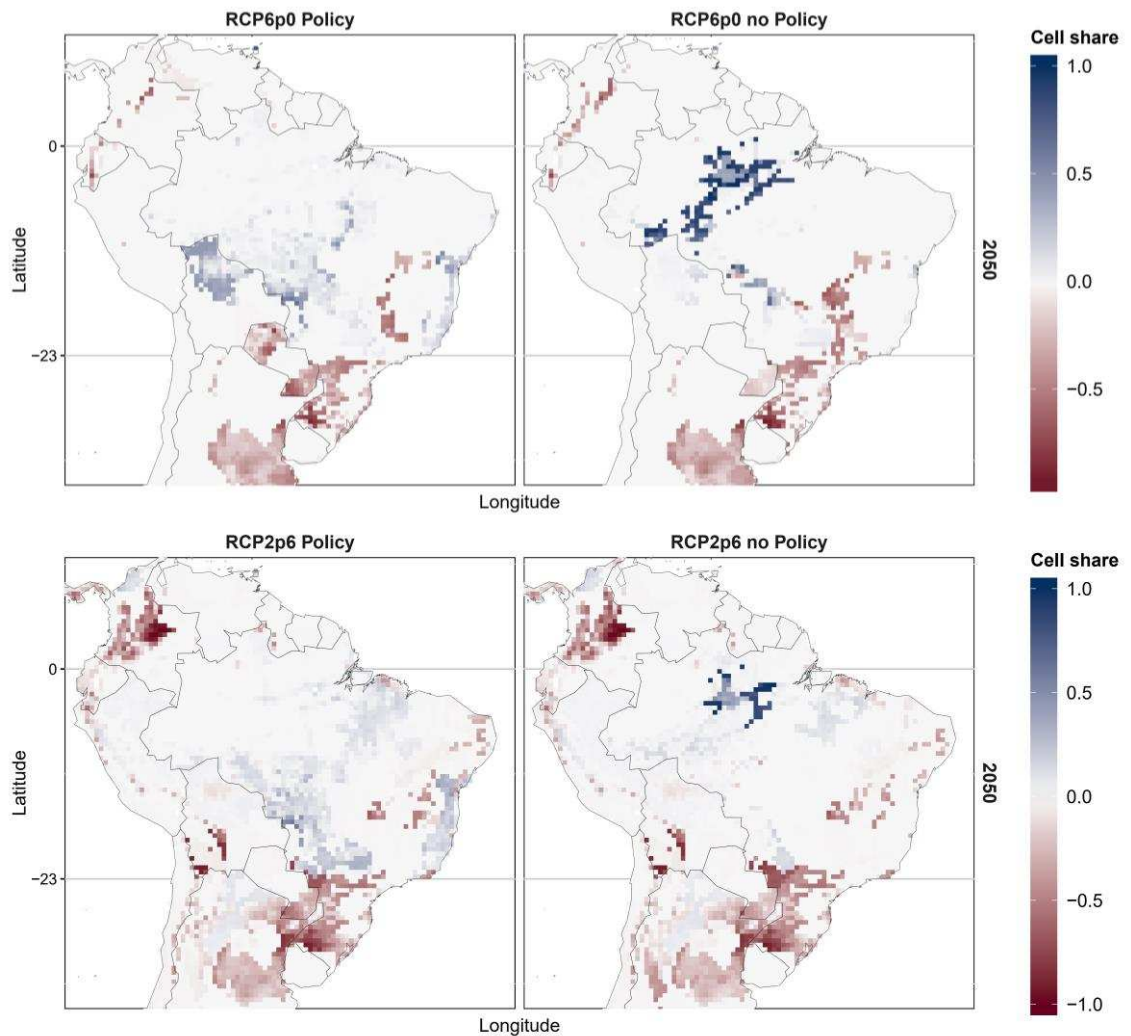 RCP6p0 Policy
RCP6p0 no Policy
Cell share
1.0
0.5
0.0
−0.5
0
−23
Latitude
2050
Longitude
RCP2p6 Policy
RCP2p6 no Policy
Cell share
1.0
0.5
0.0
−0.5
−1.0
0
−23
Latitude
2050
Longitude